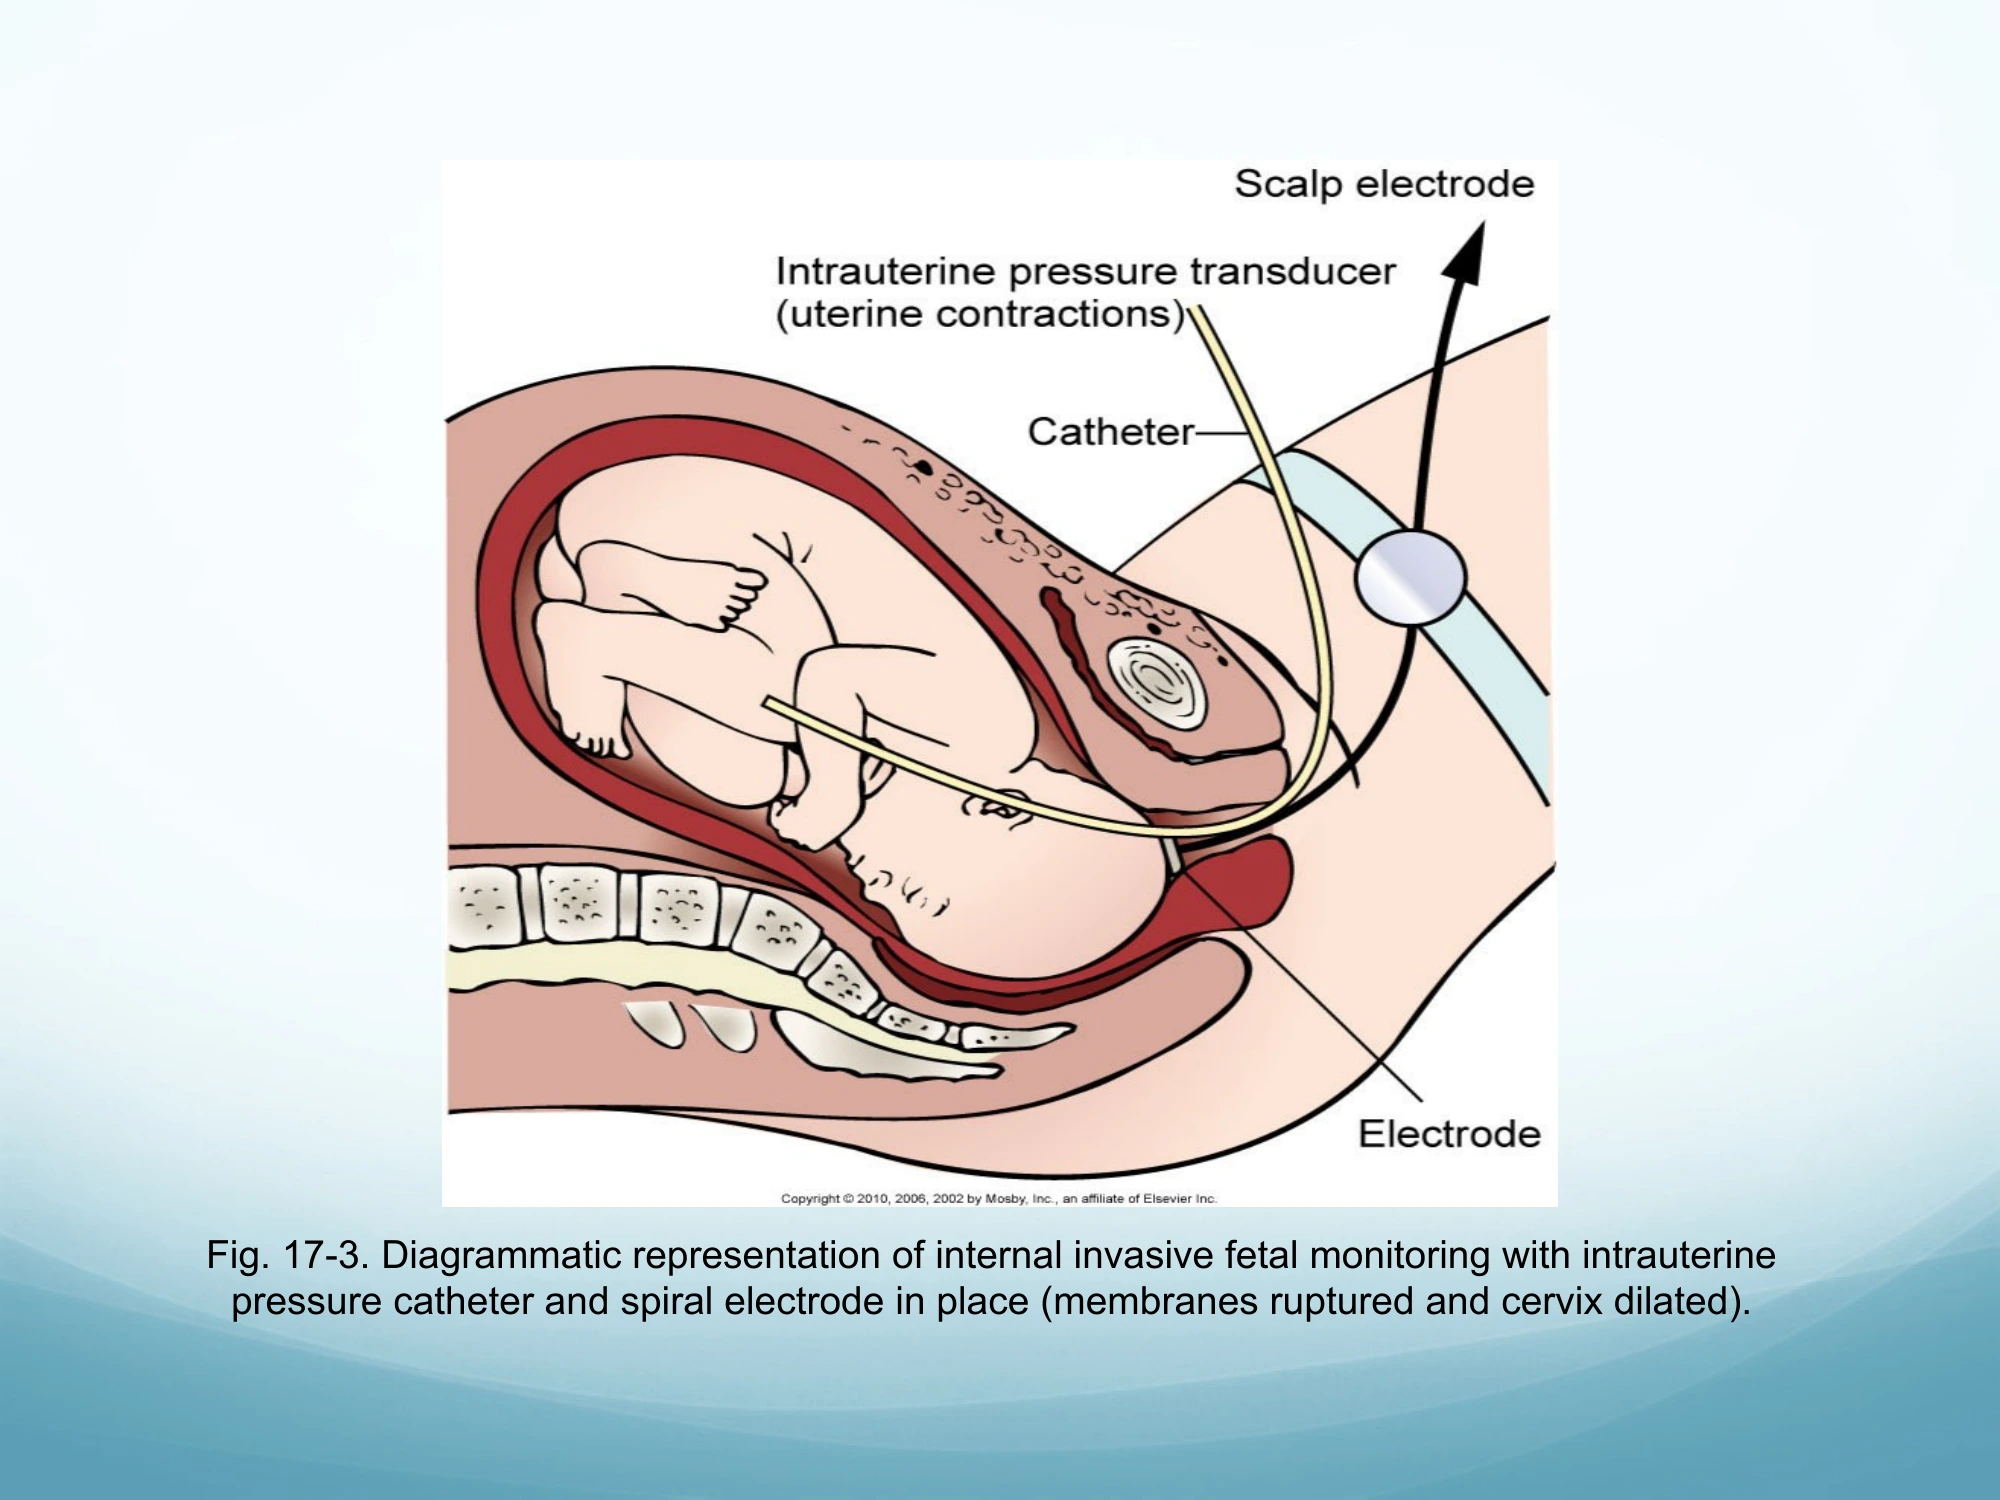 Scalp electrode
Intrauterine pressure transducer
(uterine contractions)
Catheter
Electrode
Copyright © 2010, 2006, 2002 by Mosby, Inc., an affiliate of Elsevier Inc.
Fig. 17-3. Diagrammatic representation of internal invasive fetal monitoring with intrauterine
pressure catheter and spiral electrode in place (membranes ruptured and cervix dilated).